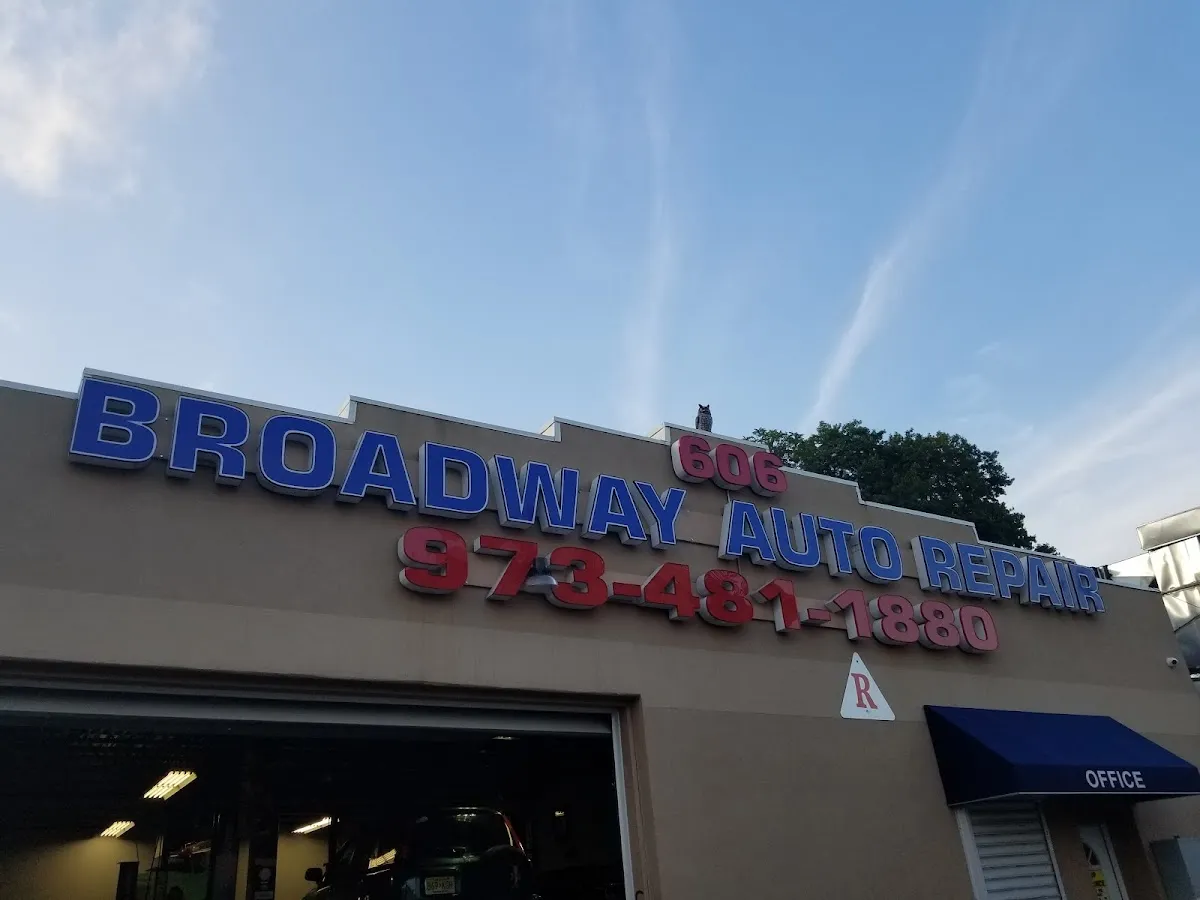 606
BROADWAY AUTO REPAIR
973-481-1880
R
OFFICE